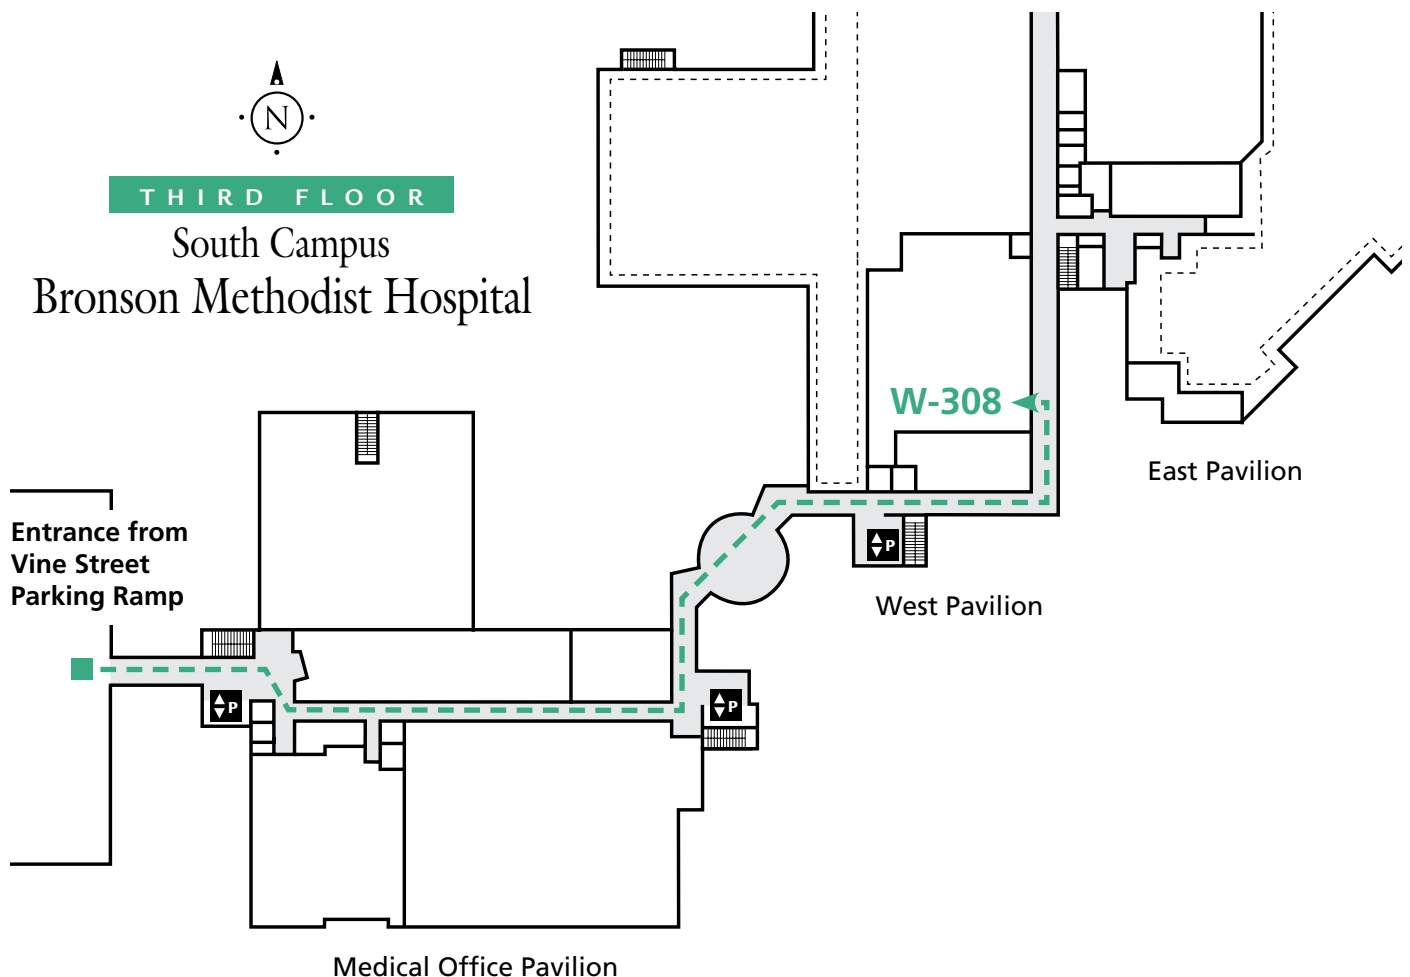 N
THIRD FLOOR
South Campus
Bronson Methodist Hospital
W-308
East Pavilion
Entrance from
Vine Street
Parking Ramp
P
West Pavilion
P
P
Medical Office Pavilion